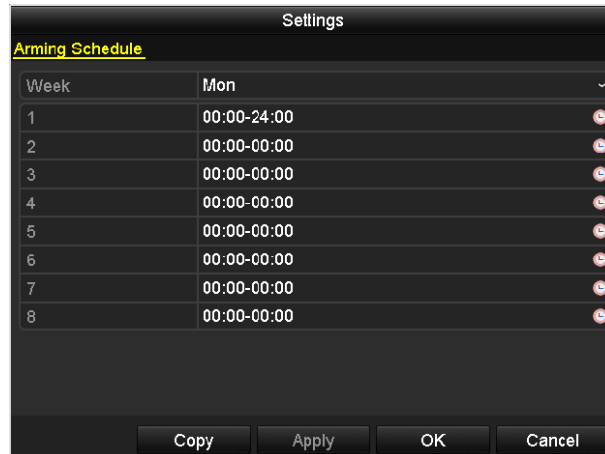 Settings
Arming Schedule
Week Mon
1 00:00-24:00
2 00:00-00:00
3 00:00-00:00
4 00:00-00:00
5 00:00-00:00
6 00:00-00:00
7 00:00-00:00
8 00:00-00:00
Copy Apply OK Cancel